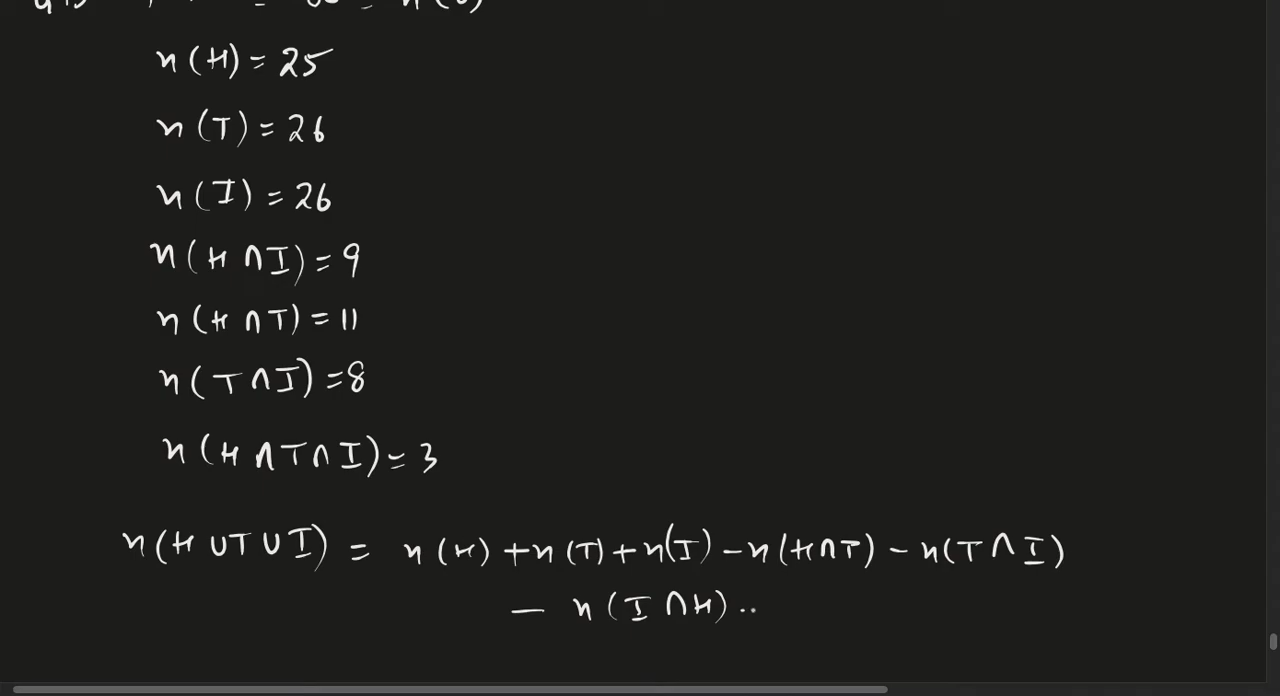 n(H) = 25
n(T) = 26
n(I) = 26
n(H ∩ I) = 9
n(H ∩ T) = 11
n(T ∩ I) = 8
n(H ∩ T ∩ I) = 3
n(H ∪ T ∪ I) = n(H) + n(T) + n(I) - n(H ∩ T) - n(T ∩ I)
- n(I ∩ H) ..